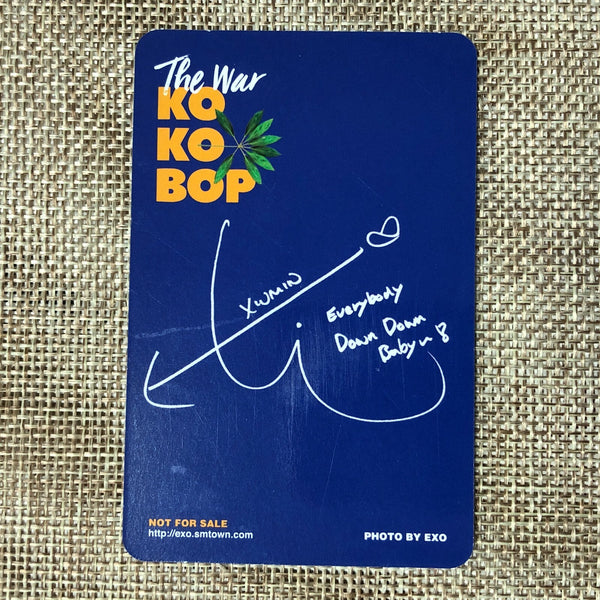 The War
KO
KO
BOP
XIUMIN
Everybody
Down Down
Baby
NOT FOR SALE
http://exo.smtown.com
PHOTO BY EXO